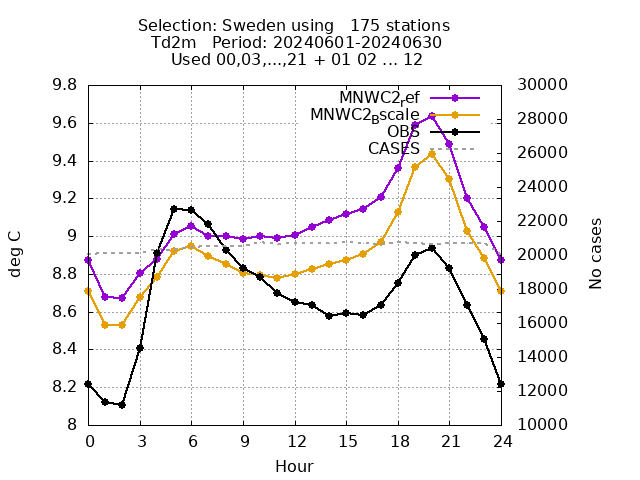 Selection: Sweden using   175 stations
Td2m   Period: 20240601-20240630
Used 00,03,...,21 + 01 02 ... 12
MNWC2ref
MNWC2Bscale
OBS
CASES
9.8
9.6
9.4
9.2
9
8.8
8.6
8.4
8.2
8
30000
28000
26000
24000
22000
20000
18000
16000
14000
12000
10000
deg C
No cases
0 3 6 9 12 15 18 21 24
Hour